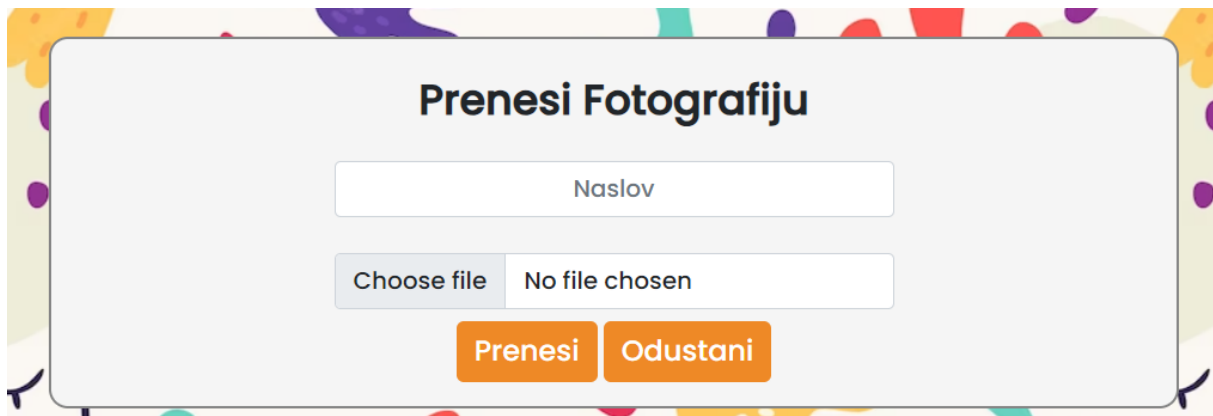 Prenesi Fotografiju
Naslov
Choose file No file chosen
Prenesi Odustani